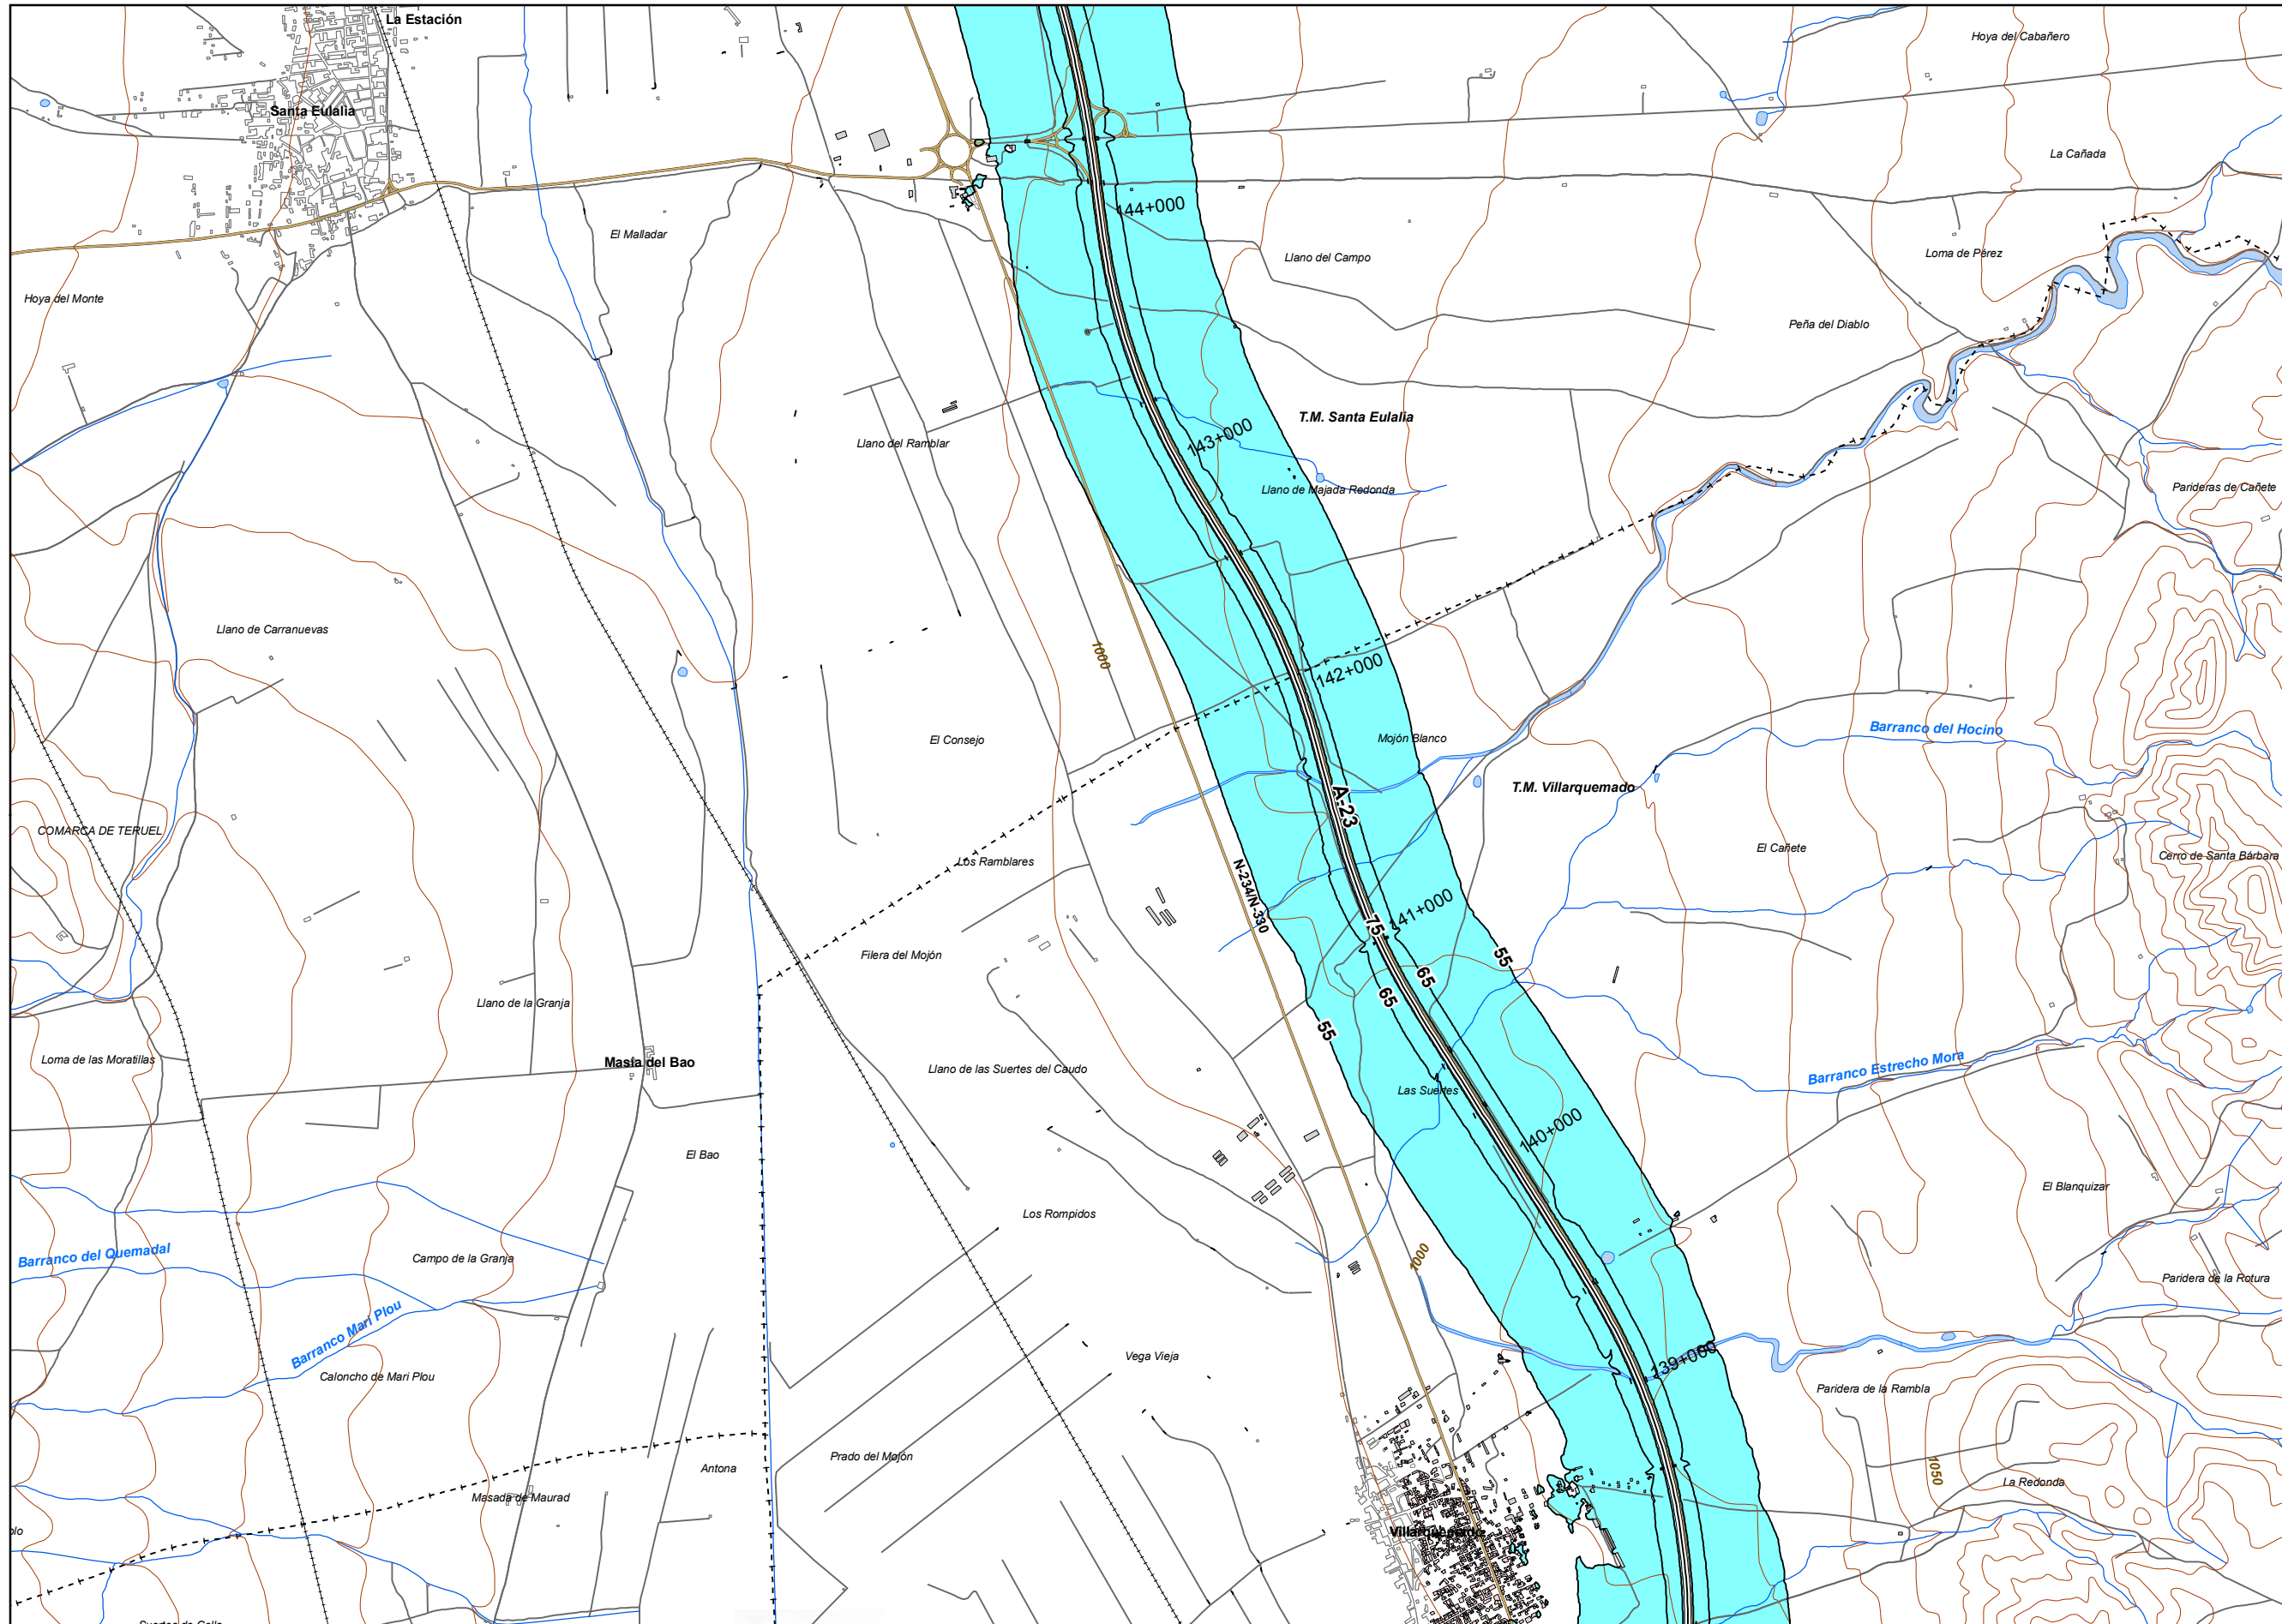 La Estación
Hoya del Cabañero
Santa Eulalia
La Cañada
144+000
El Malladar
Llano del Campo
Loma de Pérez
Hoya del Monte
Peña del Diablo
T.M. Santa Eulalia
143+000
Llano del Ramblar
Llano de Majada Redonda
Parideras de Cañete
Llano de Carranuevas
1000
142+000
Barranco del Hocino
El Consejo
Mojón Blanco
T.M. Villarquemado
A-23
COMARCA DE TERUEL
El Cañete
Cerro de Santa Bárbara
Los Ramblares
N-234/N-330
141+000
75
Filera del Mojón
55
65
65
Llano de la Granja
55
Loma de las Moratillas
Masía del Bao
Llano de las Suertes del Caudo
Barranco Estrecho Mora
Las Suertes
140+000
El Bao
El Blanquizar
Los Rompidos
Barranco del Quemadal
Campo de la Granja
1000
Paridera de la Rotura
Barranco Mari Plou
Vega Vieja
139+000
Caloncho de Mari Plou
Paridera de la Rambla
Prado del Mojón
Antona
1050
La Redonda
Masada de Maurad
Villarquemado